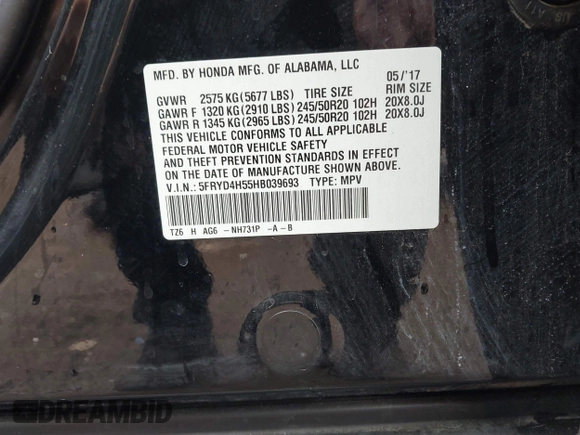 MFD. BY HONDA MFG. OF ALABAMA, LLC 05/'17
GVWR 2575 KG (5677 LBS) TIRE SIZE RIM SIZE
GAWR F 1320 KG (2910 LBS) 245/50R20 102H 20X8.0J
GAWR R 1345 KG (2965 LBS) 245/50R20 102H 20X8.0J
THIS VEHICLE CONFORMS TO ALL APPLICABLE
FEDERAL MOTOR VEHICLE SAFETY
AND THEFT PREVENTION STANDARDS IN EFFECT
ON THE DATE OF MANUFACTURE SHOWN ABOVE.
V.I.N.: 5FRYD4H55HB039693 TYPE: MPV
TZ6 H AG6 - NH731P -A - B
DREAMBID